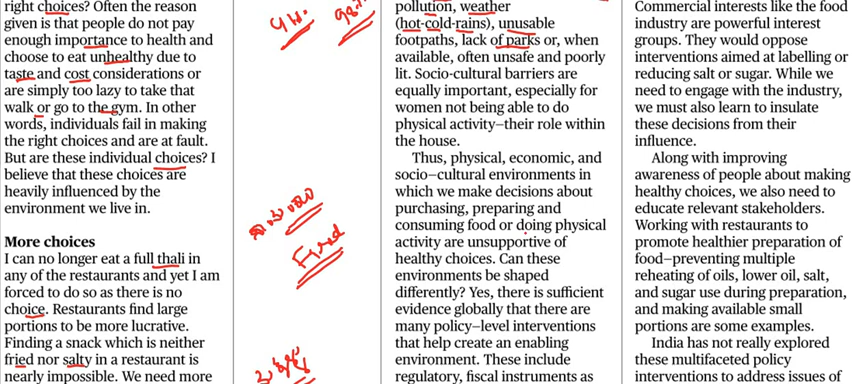 right choices? Often the reason
given is that people do not pay
enough importance to health and
choose to eat unhealthy due to
taste and cost considerations or
are simply too lazy to take that
walk or go to the gym. In other
words, individuals fail in making
the right choices and are at fault.
But are these individual choices? I
believe that these choices are
heavily influenced by the
environment we live in.
More choices
I can no longer eat a full thali in
any of the restaurants and yet I am
forced to do so as there is no
choice. Restaurants find large
portions to be more lucrative.
Finding a snack which is neither
fried nor salty in a restaurant is
nearly impossible. We need more
Fried
pollution, weather
(hot-cold-rains), unusable
footpaths, lack of parks or, when
available, often unsafe and poorly
lit. Socio-cultural barriers are
equally important, especially for
women not being able to do
physical activity—their role within
the house.
Thus, physical, economic, and
socio-cultural environments in
which we make decisions about
purchasing, preparing and
consuming food or doing physical
activity are unsupportive of
healthy choices. Can these
environments be shaped
differently? Yes, there is sufficient
evidence globally that there are
many policy-level interventions
that help create an enabling
environment. These include
regulatory, fiscal instruments as
Commercial interests like the food
industry are powerful interest
groups. They would oppose
interventions aimed at labelling or
reducing salt or sugar. While we
need to engage with the industry,
we must also learn to insulate
these decisions from their
influence.
Along with improving
awareness of people about making
healthy choices, we also need to
educate relevant stakeholders.
Working with restaurants to
promote healthier preparation of
food—preventing multiple
reheating of oils, lower oil, salt,
and sugar use during preparation,
and making available small
portions are some examples.
India has not really explored
these multifaceted policy
interventions to address issues of